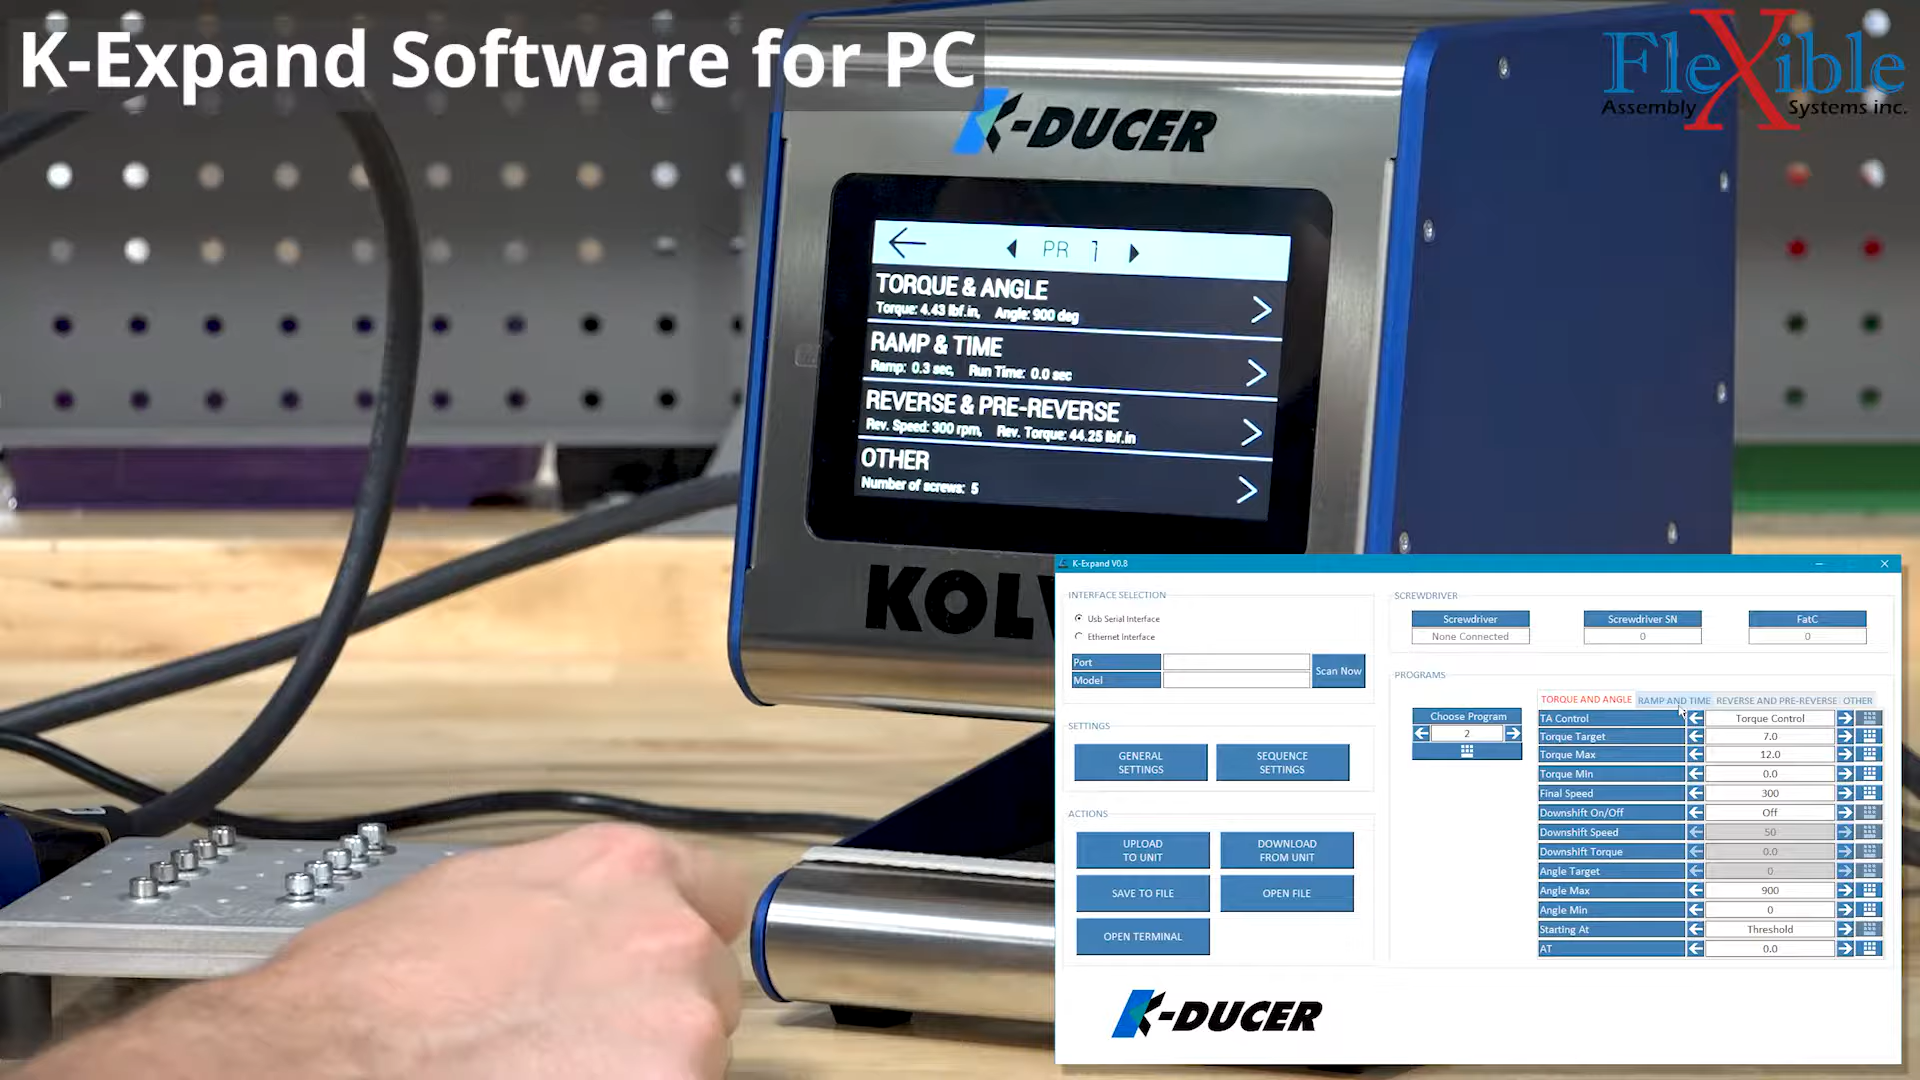 K-Expand Software for PC
FleXible
Assembly Systems inc.
K-DUCER
PR 1
TORQUE & ANGLE
Torque: 4.43 lbf.in, Angle: 900 deg
RAMP & TIME
Ramp: 0.3 sec, Run Time: 0.0 sec
REVERSE & PRE-REVERSE
Rev. Speed: 300 rpm, Rev. Torque: 44.25 lbf.in
OTHER
Number of screws: 5
KOLV
K-Expand V0.8
INTERFACE SELECTION
Usb Serial Interface
Ethernet Interface
Port
Model
Scan Now
SETTINGS
GENERAL
SETTINGS
SEQUENCE
SETTINGS
ACTIONS
UPLOAD
TO UNIT
DOWNLOAD
FROM UNIT
SAVE TO FILE
OPEN FILE
OPEN TERMINAL
K-DUCER
SCREWDRIVER
Screwdriver
None Connected
Screwdriver SN
0
FatC
0
PROGRAMS
Choose Program
2
TORQUE AND ANGLE RAMP AND TIME REVERSE AND PRE-REVERSE OTHER
TA Control Torque Control
Torque Target 7.0
Torque Max 12.0
Torque Min 0.0
Final Speed 300
Downshift On/Off Off
Downshift Speed 50
Downshift Torque 0.0
Angle Target 0
Angle Max 900
Angle Min 0
Starting At Threshold
AT 0.0